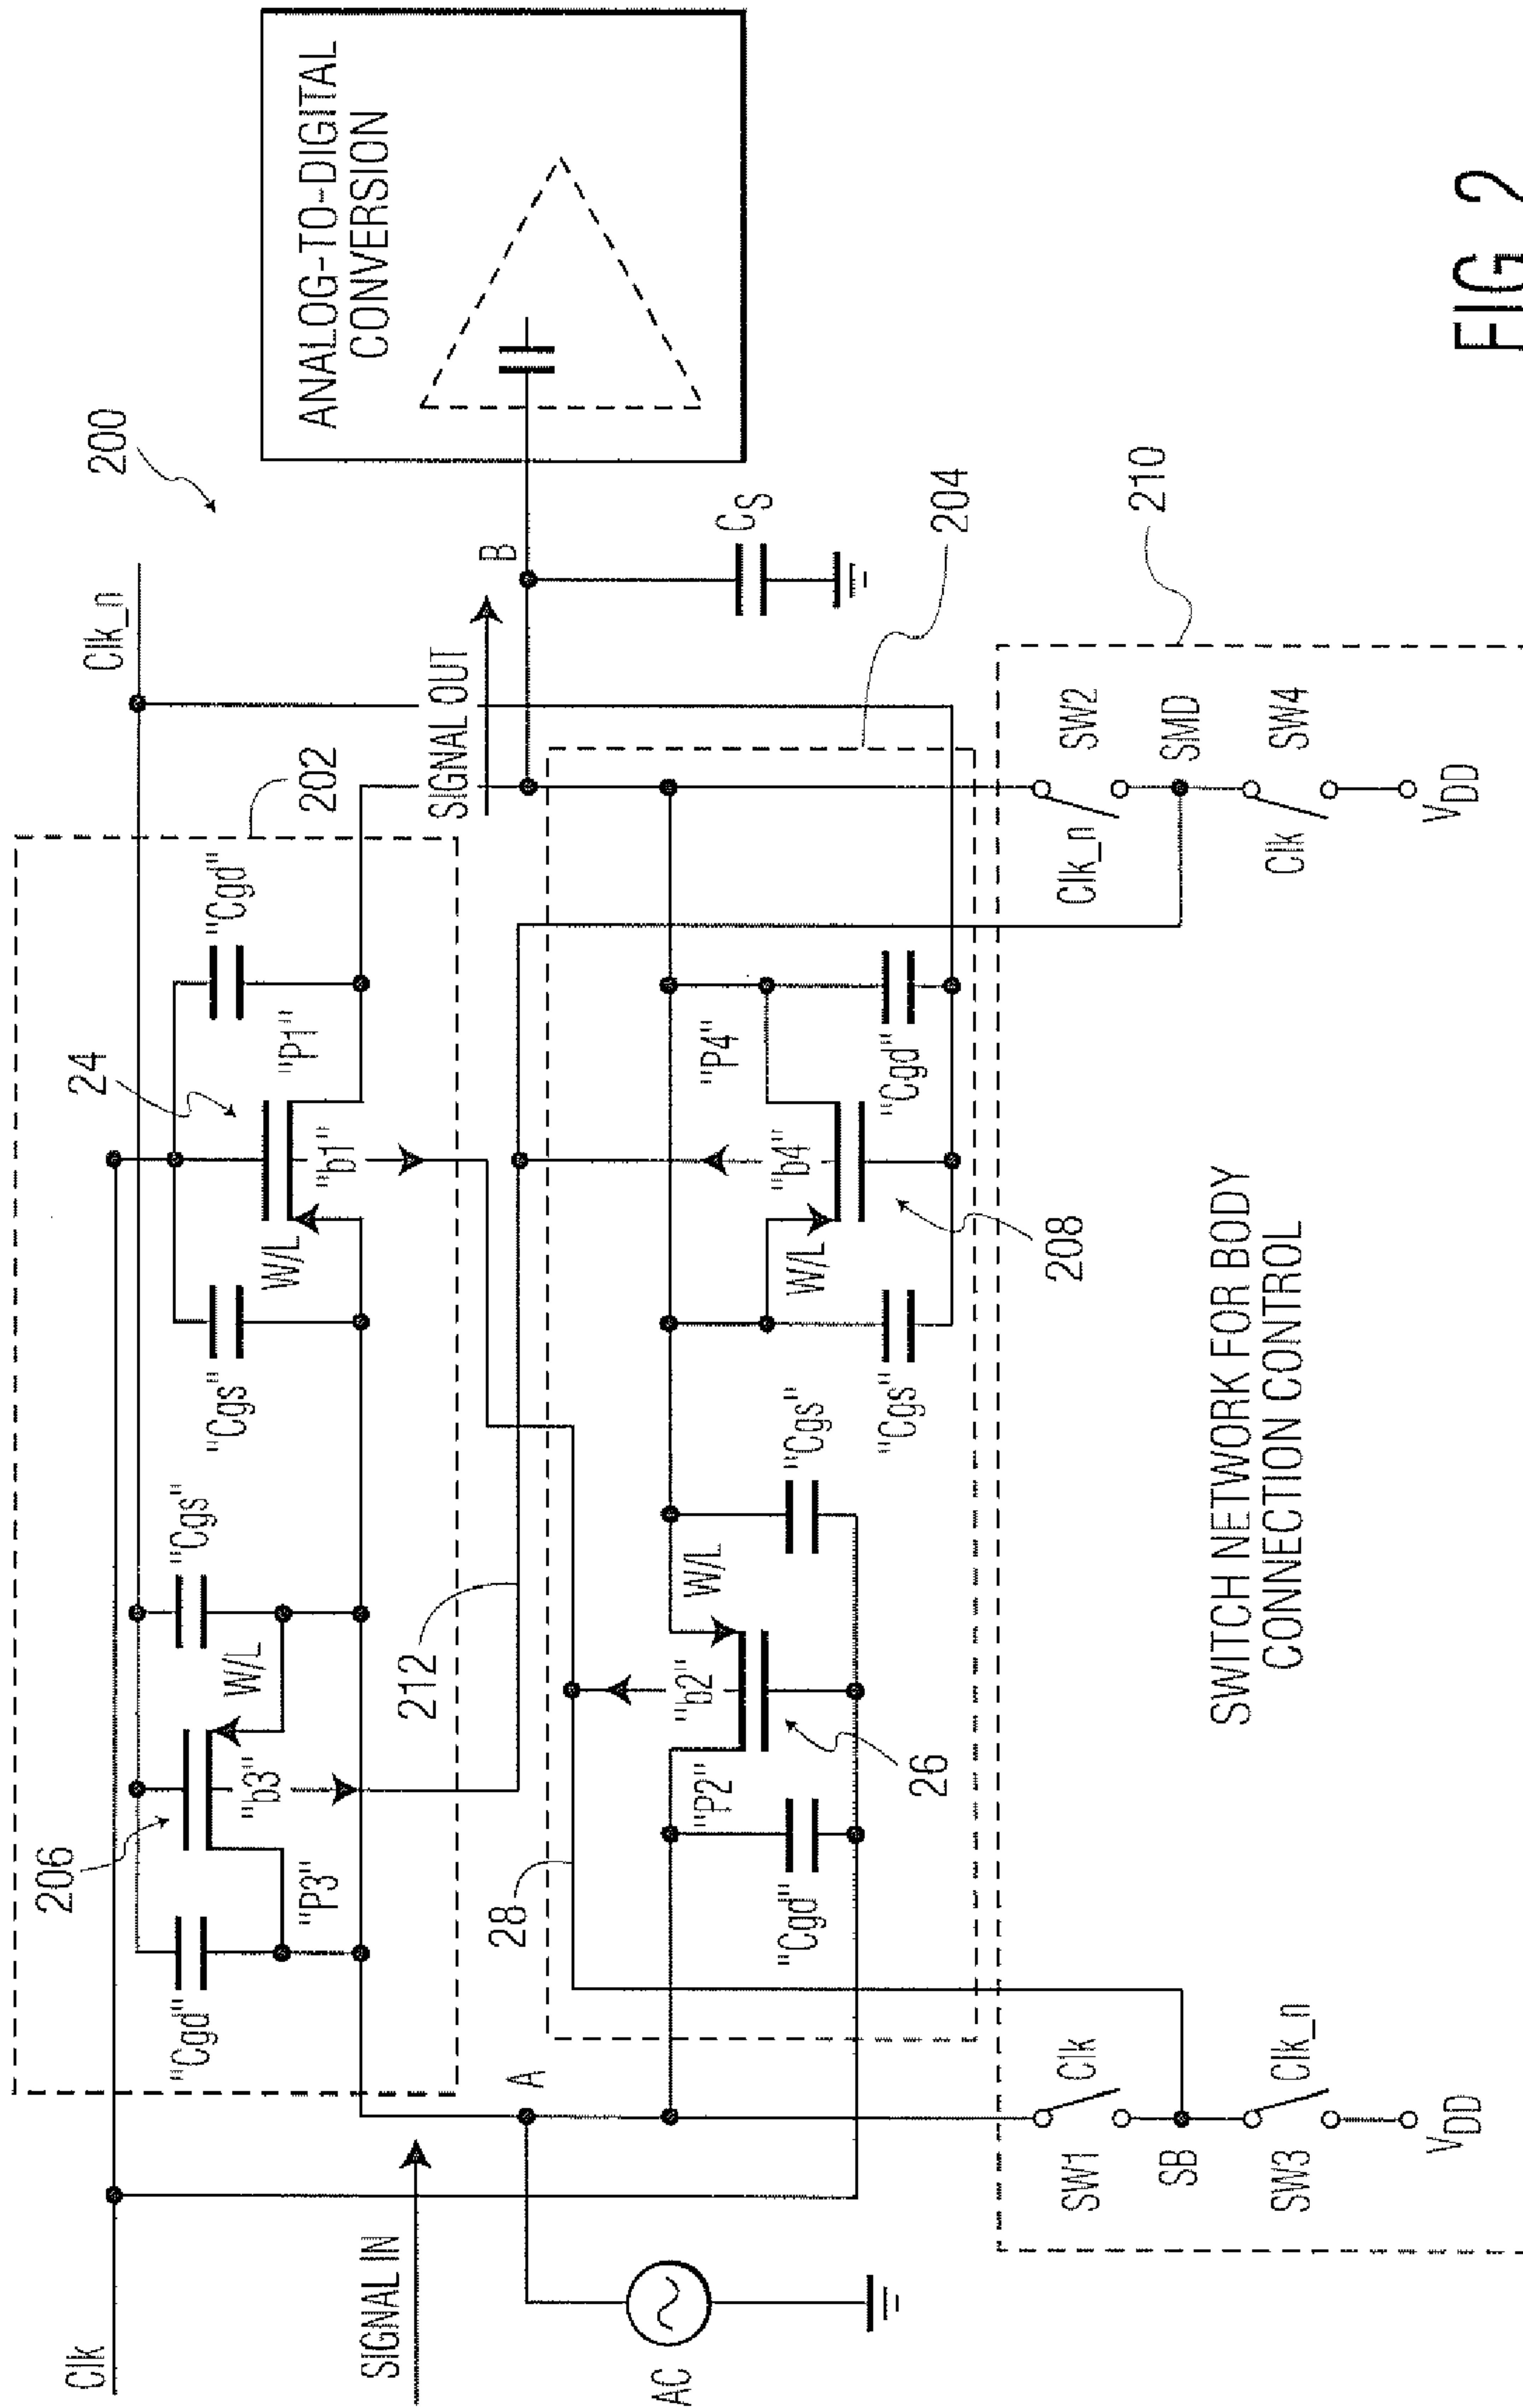 Clk
SIGNAL IN
AC
A
202
206
"Cgd"
"P3"
"b3"
W/L
"Cgs"
24
"Cgs"
W/L
"b1"
"P1"
"Cgd"
Clk_n
200
SIGNAL OUT
B
CS
ANALOG-TO-DIGITAL
CONVERSION
204
28
212
"Cgd"
"P2"
"b2"
W/L
"Cgs"
26
"Cgs"
W/L
"b4"
"P4"
"Cgd"
208
210
SW1
Clk
SB
SW3
Clk_n
VDD
SWITCH NETWORK FOR BODY
CONNECTION CONTROL
Clk_n
SW2
SMD
Clk
SW4
VDD
FIG 2